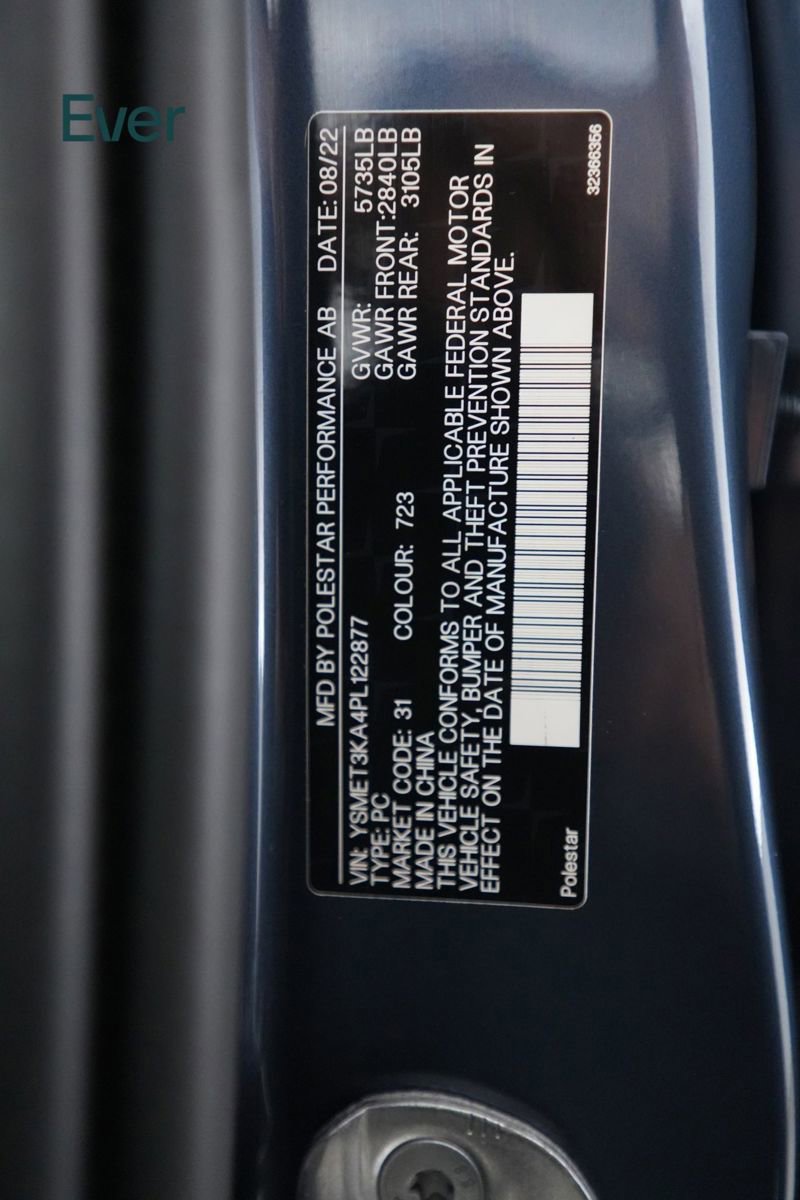 Ever
MFD BY POLESTAR PERFORMANCE AB DATE: 08/22
VIN: YSMET3KA4PL122877 GVWR: 5735LB
TYPE: PC GAWR FRONT:2840LB
MARKET CODE: 31 COLOUR: 723 GAWR REAR: 3105LB
MADE IN CHINA
THIS VEHICLE CONFORMS TO ALL APPLICABLE FEDERAL MOTOR
VEHICLE SAFETY, BUMPER AND THEFT PREVENTION STANDARDS IN
EFFECT ON THE DATE OF MANUFACTURE SHOWN ABOVE.
Polestar 32366356